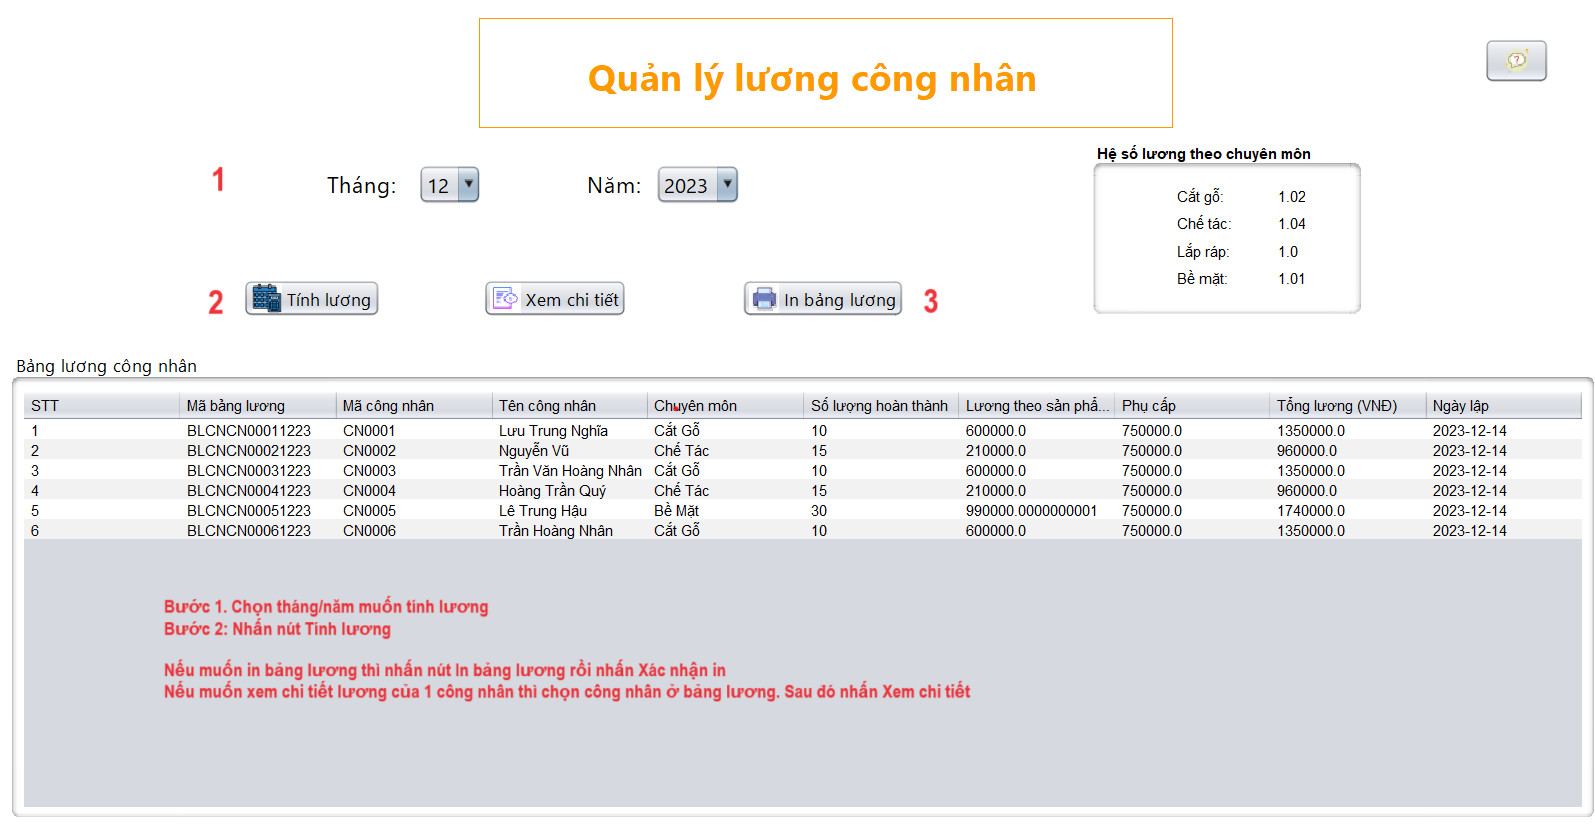 Quản lý lương công nhân
?
Hệ số lương theo chuyên môn
1 Tháng: 12 Năm: 2023
Cắt gỗ: 1.02
Chế tác: 1.04
Lắp ráp: 1.0
Bề mặt: 1.01
2 Tính lương Xem chi tiết In bảng lương 3
Bảng lương công nhân
STT Mã bảng lương Mã công nhân Tên công nhân Chuyên môn Số lượng hoàn thành Lương theo sản phẩ... Phụ cấp Tổng lương (VNĐ) Ngày lập
1 BLCNCN00011223 CN0001 Lưu Trung Nghĩa Cắt Gỗ 10 600000.0 750000.0 1350000.0 2023-12-14
2 BLCNCN00021223 CN0002 Nguyễn Vũ Chế Tác 15 210000.0 750000.0 960000.0 2023-12-14
3 BLCNCN00031223 CN0003 Trần Văn Hoàng Nhân Cắt Gỗ 10 600000.0 750000.0 1350000.0 2023-12-14
4 BLCNCN00041223 CN0004 Hoàng Trần Quý Chế Tác 15 210000.0 750000.0 960000.0 2023-12-14
5 BLCNCN00051223 CN0005 Lê Trung Hậu Bề Mặt 30 990000.0000000001 750000.0 1740000.0 2023-12-14
6 BLCNCN00061223 CN0006 Trần Hoàng Nhân Cắt Gỗ 10 600000.0 750000.0 1350000.0 2023-12-14
Bước 1. Chọn tháng/năm muốn tính lương
Bước 2: Nhấn nút Tính lương
Nếu muốn in bảng lương thì nhấn nút In bảng lương rồi nhấn Xác nhận in
Nếu muốn xem chi tiết lương của 1 công nhân thì chọn công nhân ở bảng lương. Sau đó nhấn Xem chi tiết